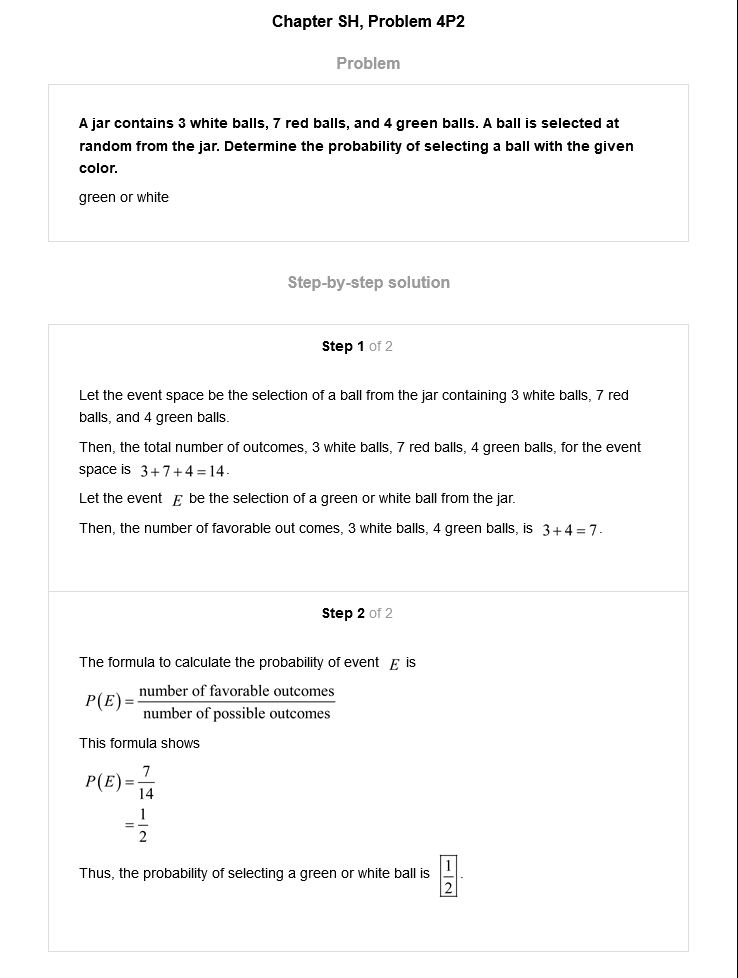 Chapter SH, Problem 4P2
Problem
A jar contains 3 white balls, 7 red balls, and 4 green balls. A ball is selected at
random from the jar. Determine the probability of selecting a ball with the given
color.
green or white
Step-by-step solution
Step 1 of 2
Let the event space be the selection of a ball from the jar containing 3 white balls, 7 red
balls, and 4 green balls.
Then, the total number of outcomes, 3 white balls, 7 red balls, 4 green balls, for the event
space is 3+7+4=14.
Let the event E be the selection of a green or white ball from the jar.
Then, the number of favorable out comes, 3 white balls, 4 green balls, is 3+4=7.
Step 2 of 2
The formula to calculate the probability of event E is
P(E)= number of favorable outcomes
number of possible outcomes
This formula shows
P(E)= 7
14
= 1
2
Thus, the probability of selecting a green or white ball is 1/2.